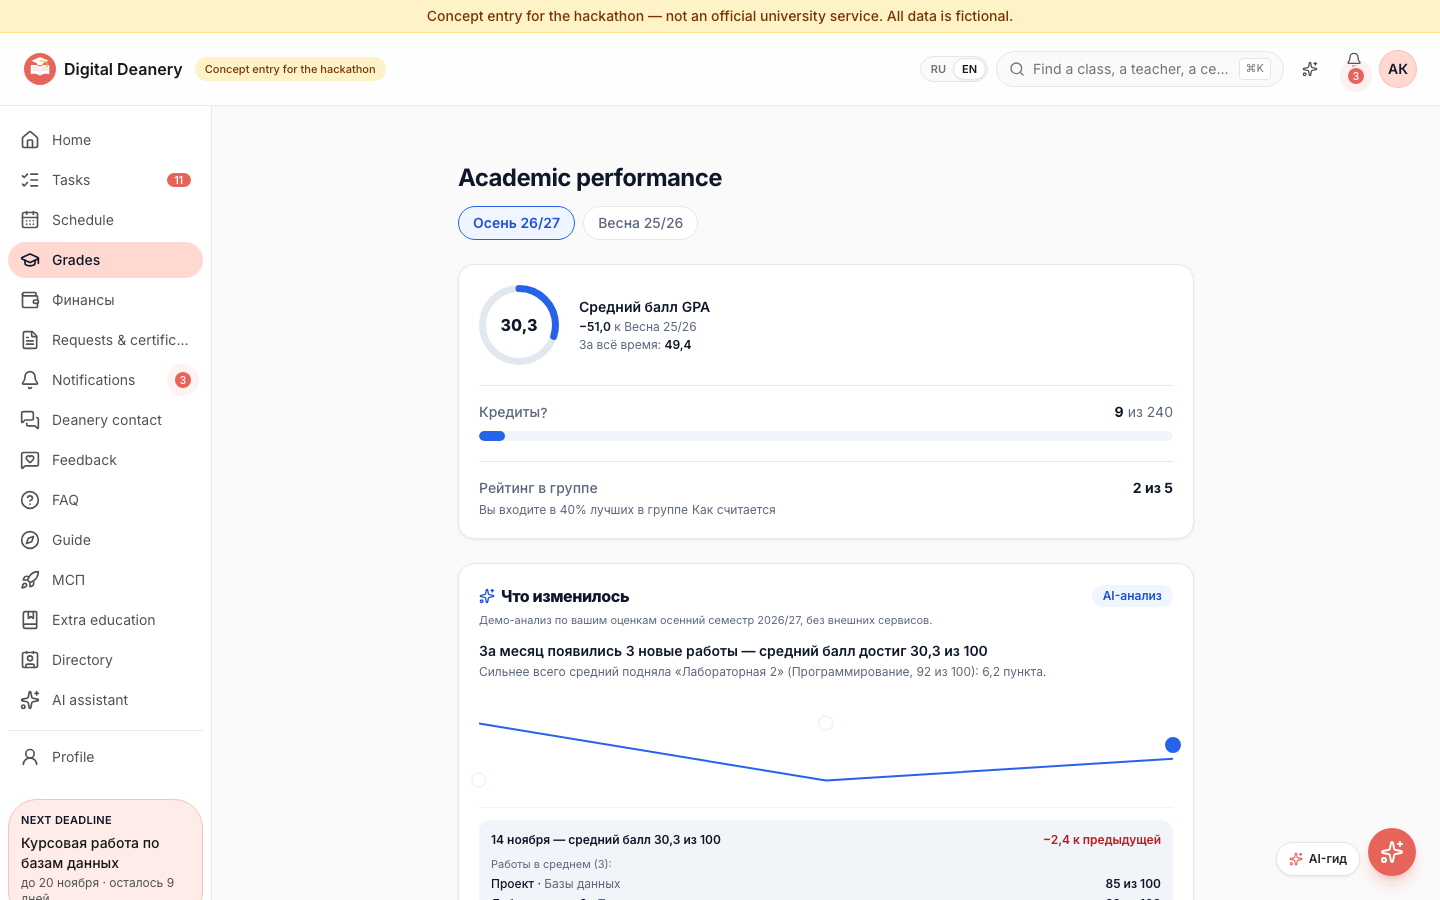 Concept entry for the hackathon — not an official university service. All data is fictional.
Digital Deanery
Concept entry for the hackathon
RU EN
Find a class, a teacher, a ce... ⌘K
3
АК
Home
Tasks 11
Schedule
Grades
Финансы
Requests & certific...
Notifications 3
Deanery contact
Feedback
FAQ
Guide
МСП
Extra education
Directory
AI assistant
Profile
NEXT DEADLINE
Курсовая работа по
базам данных
до 20 ноября · осталось 9
дней
Academic performance
Осень 26/27 Весна 25/26
30,3
Средний балл GPA
−51,0 к Весна 25/26
За всё время: 49,4
Кредиты? 9 из 240
Рейтинг в группе 2 из 5
Вы входите в 40% лучших в группе Как считается
Что изменилось AI-анализ
Демо-анализ по вашим оценкам осенний семестр 2026/27, без внешних сервисов.
За месяц появились 3 новые работы — средний балл достиг 30,3 из 100
Сильнее всего средний подняла «Лабораторная 2» (Программирование, 92 из 100): 6,2 пункта.
14 ноября — средний балл 30,3 из 100 −2,4 к предыдущей
Работы в среднем (3):
Проект · Базы данных 85 из 100
AI-гид